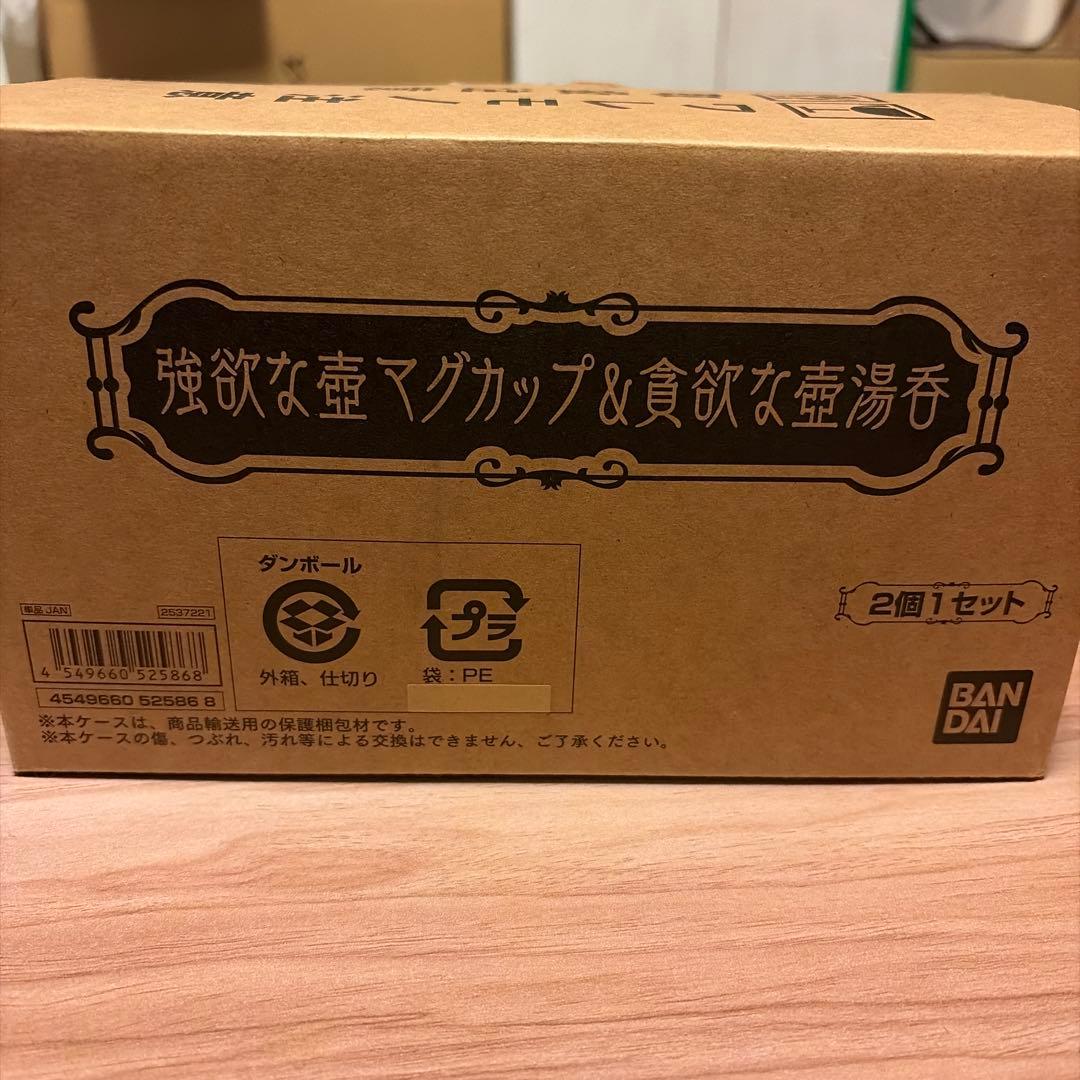 強欲な壺マグカップ&貪欲な壺湯呑
ダンボール
プラ
外箱、仕切り
袋：PE
単品 JAN
2537221
4 549660 525868
4549660 52586 8
2個1セット
BAN
DAI
※本ケースは、商品輸送用の保護梱包材です。
※本ケースの傷、つぶれ、汚れ等による交換はできません、ご了承ください。